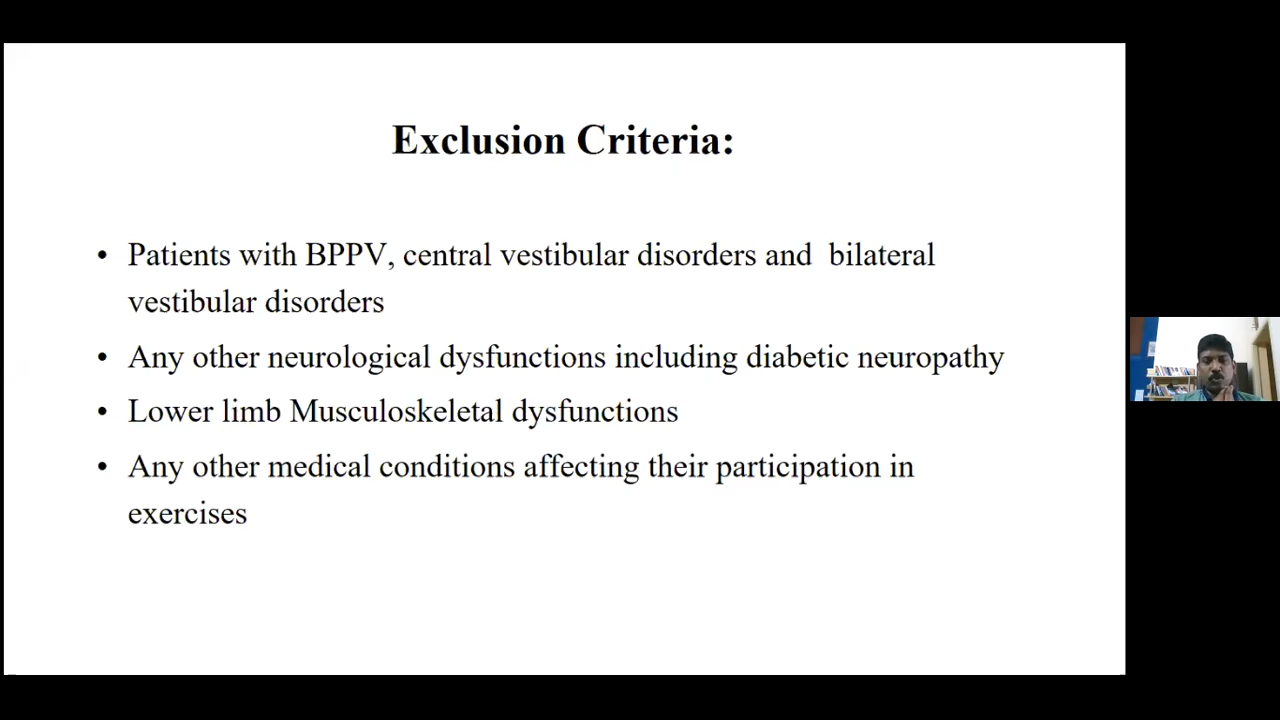 Exclusion Criteria:
• Patients with BPPV, central vestibular disorders and  bilateral
vestibular disorders
• Any other neurological dysfunctions including diabetic neuropathy
• Lower limb Musculoskeletal dysfunctions
• Any other medical conditions affecting their participation in
exercises